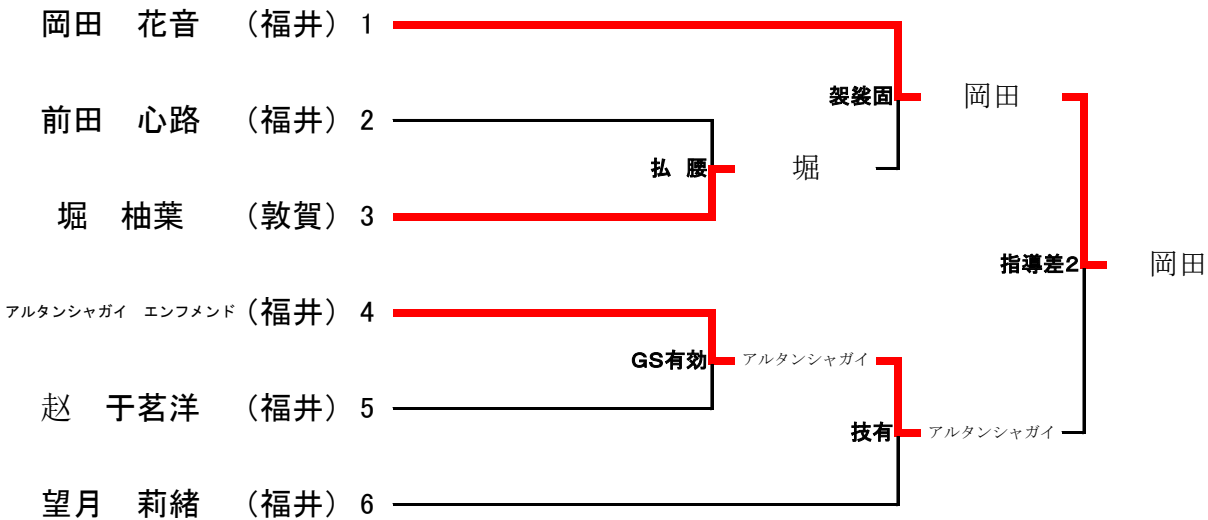 岡田　花音　（福井） 1
袈裟固　岡田
前田　心路　（福井） 2
払 腰　堀
堀　柚葉　（敦賀） 3
指導差2　岡田
アルタンシャガイ　エンフメンド（福井） 4
GS有効　アルタンシャガイ
赵　于茗洋　（福井） 5
技有　アルタンシャガイ
望月　莉緒　（福井） 6